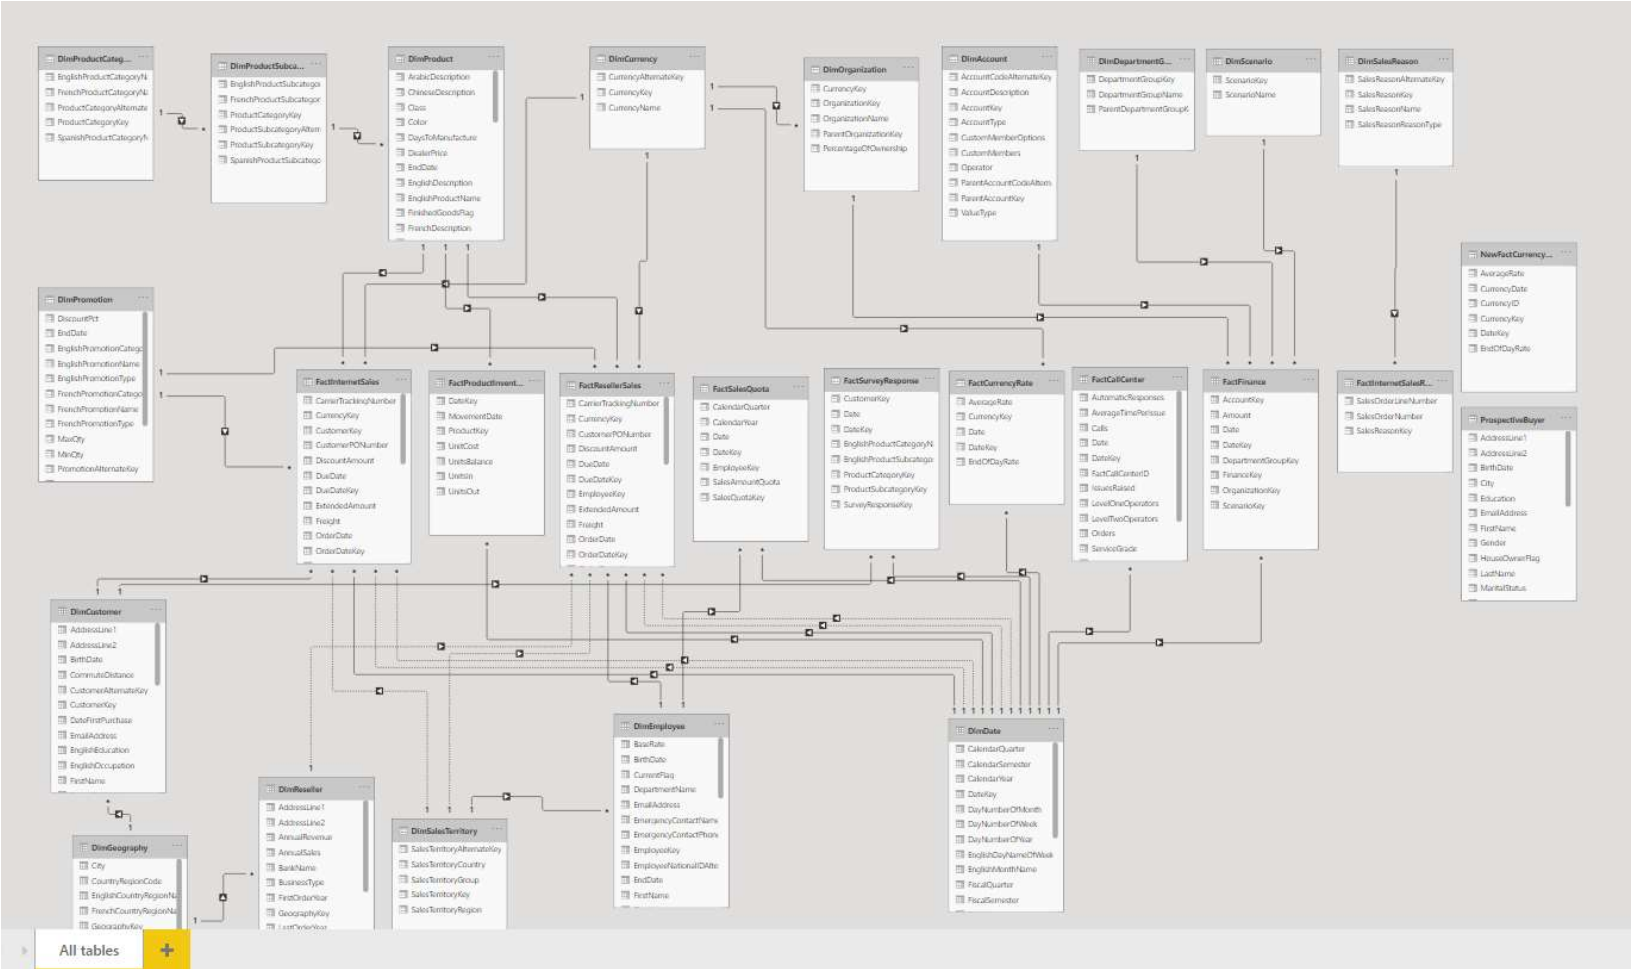 DimProductCateg...
EnglishProductCategoryN
FrenchProductCategoryNa
ProductCategoryAlternate
ProductCategoryKey
SpanishProductCategoryN
DimProductSubca...
EnglishProductSubcategor
FrenchProductSubcategor
ProductCategoryKey
ProductSubcategoryAltern
ProductSubcategoryKey
SpanishProductSubcatego
DimProduct
ArabicDescription
ChineseDescription
Class
Color
DaysToManufacture
DealerPrice
EndDate
EnglishDescription
EnglishProductName
FinishedGoodsFlag
FrenchDescription
DimCurrency
CurrencyAlternateKey
CurrencyKey
CurrencyName
DimOrganization
CurrencyKey
OrganizationKey
OrganizationName
ParentOrganizationKey
PercentageOfOwnership
DimAccount
AccountCodeAlternateKey
AccountDescription
AccountKey
AccountType
CustomMemberOptions
CustomMembers
Operator
ParentAccountCodeAltern
ParentAccountKey
ValueType
DimDepartmentG...
DepartmentGroupKey
DepartmentGroupName
ParentDepartmentGroupK
DimScenario
ScenarioKey
ScenarioName
DimSalesReason
SalesReasonAlternateKey
SalesReasonKey
SalesReasonName
SalesReasonReasonType
NewFactCurrency...
AverageRate
CurrencyDate
CurrencyID
CurrencyKey
DateKey
EndOfDayRate
DimPromotion
DiscountPct
EndDate
EnglishPromotionCatego
EnglishPromotionName
EnglishPromotionType
FrenchPromotionCatego
FrenchPromotionName
FrenchPromotionType
MaxQty
MinQty
PromotionAlternateKey
FactInternetSales
CarrierTrackingNumber
CurrencyKey
CustomerKey
CustomerPONumber
DiscountAmount
DueDate
DueDateKey
ExtendedAmount
Freight
OrderDate
OrderDateKey
FactProductInvent...
DateKey
MovementDate
ProductKey
UnitCost
UnitsBalance
UnitsIn
UnitsOut
FactResellerSales
CarrierTrackingNumber
CurrencyKey
CustomerPONumber
DiscountAmount
DueDate
DueDateKey
EmployeeKey
ExtendedAmount
Freight
OrderDate
OrderDateKey
FactSalesQuota
CalendarQuarter
CalendarYear
Date
DateKey
EmployeeKey
SalesAmountQuota
SalesQuotaKey
FactSurveyResponse
CustomerKey
Date
DateKey
EnglishProductCategoryN
EnglishProductSubcatego
ProductCategoryKey
ProductSubcategoryKey
SurveyResponseKey
FactCurrencyRate
AverageRate
CurrencyKey
Date
DateKey
EndOfDayRate
FactCallCenter
AutomaticResponses
AverageTimePerIssue
Calls
Date
DateKey
FactCallCenterID
IssuesRaised
LevelOneOperators
LevelTwoOperators
Orders
ServiceGrade
FactFinance
AccountKey
Amount
Date
DateKey
DepartmentGroupKey
FinanceKey
OrganizationKey
ScenarioKey
FactInternetSalesR...
SalesOrderLineNumber
SalesOrderNumber
SalesReasonKey
ProspectiveBuyer
AddressLine1
AddressLine2
BirthDate
City
Education
EmailAddress
FirstName
Gender
HouseOwnerFlag
LastName
MaritalStatus
DimCustomer
AddressLine1
AddressLine2
BirthDate
CommuteDistance
CustomerAlternateKey
CustomerKey
DateFirstPurchase
EmailAddress
EnglishEducation
EnglishOccupation
FirstName
DimGeography
City
CountryRegionCode
EnglishCountryRegionNa
FrenchCountryRegionNa
GeographyKey
DimReseller
AddressLine1
AddressLine2
AnnualRevenue
AnnualSales
BankName
BusinessType
FirstOrderYear
GeographyKey
LastOrderYear
DimSalesTerritory
SalesTerritoryAlternateKey
SalesTerritoryCountry
SalesTerritoryGroup
SalesTerritoryKey
SalesTerritoryRegion
DimEmployee
BaseRate
BirthDate
CurrentFlag
DepartmentName
EmailAddress
EmergencyContactName
EmergencyContactPhon
EmployeeKey
EmployeeNationalIDAlte
EndDate
FirstName
DimDate
CalendarQuarter
CalendarSemester
CalendarYear
DateKey
DayNumberOfMonth
DayNumberOfWeek
DayNumberOfYear
EnglishDayNameOfWeek
EnglishMonthName
FiscalQuarter
FiscalSemester
All tables